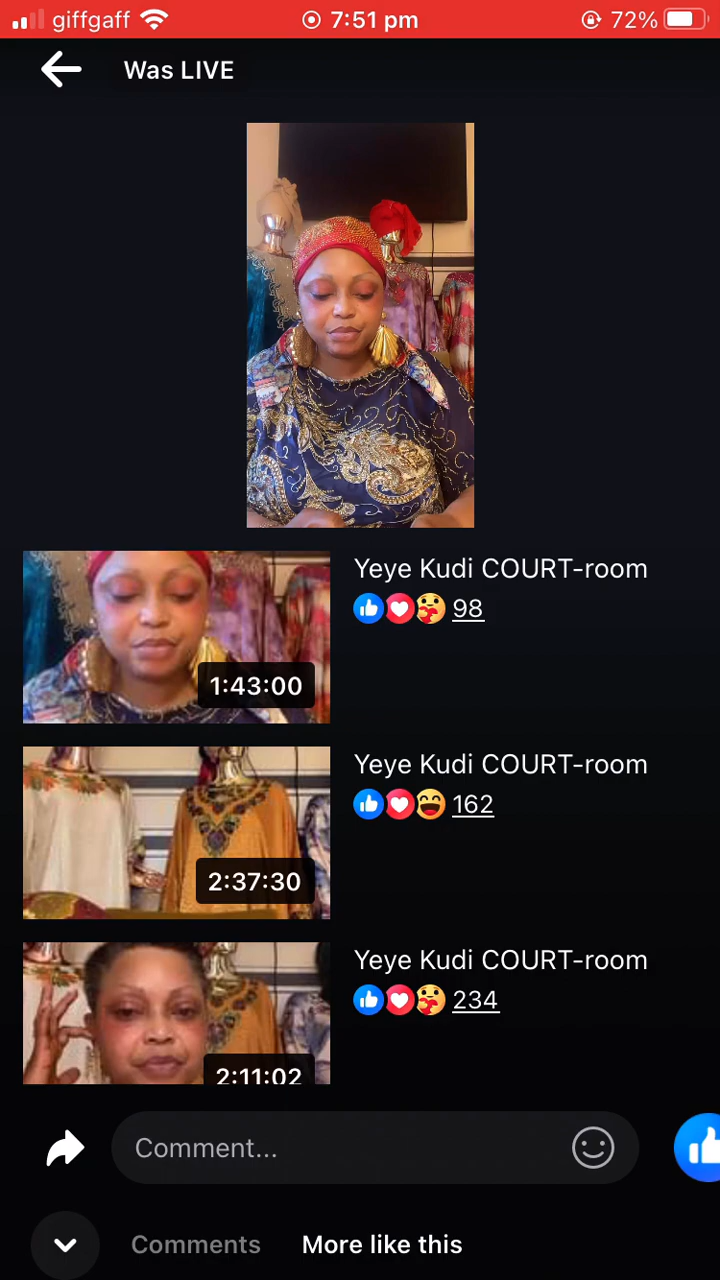 giffgaff 7:51 pm 72%
Was LIVE
Yeye Kudi COURT-room
98
1:43:00
Yeye Kudi COURT-room
162
2:37:30
Yeye Kudi COURT-room
234
2:11:02
Comment...
Comments More like this